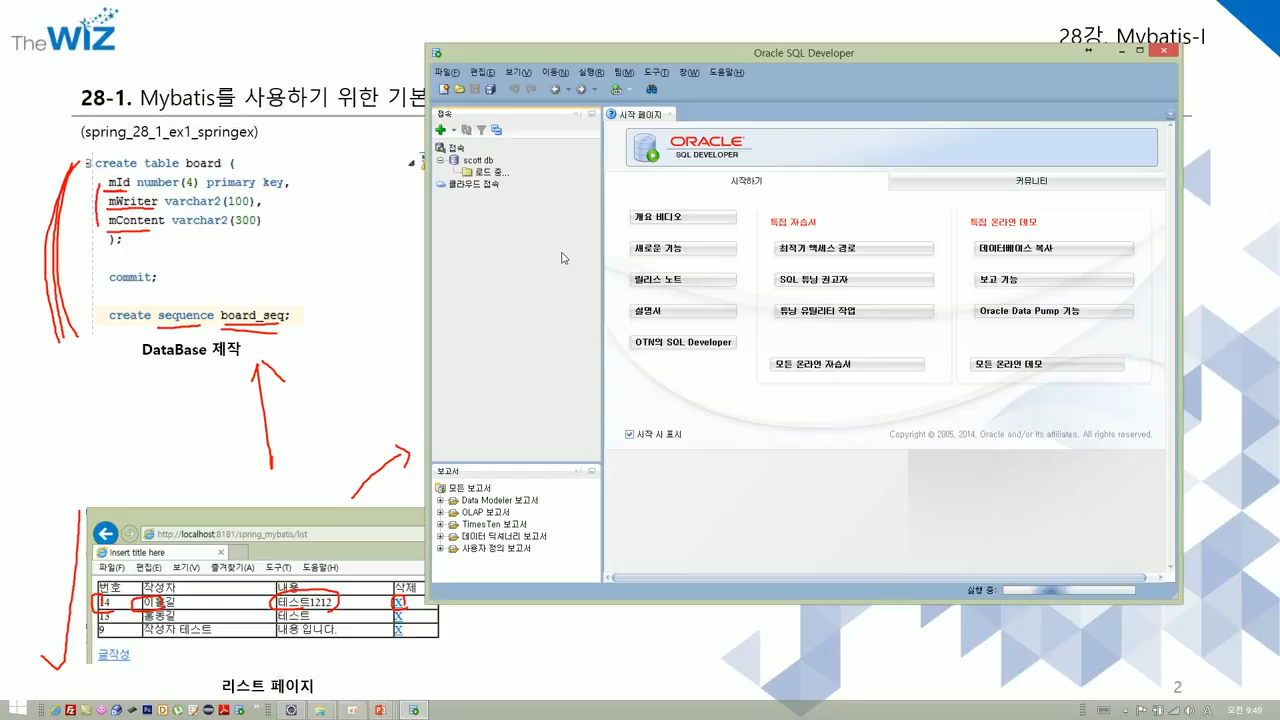 The WIZ
28강. Mybatis-I
28-1. Mybatis를 사용하기 위한 기본
(spring_28_1_ex1_springex)
create table board (
mId number(4) primary key,
mWriter varchar2(100),
mContent varchar2(300)
);
commit;
create sequence board_seq;
DataBase 제작
Oracle SQL Developer
파일(F) 편집(E) 보기(V) 이동(N) 실행(R) 팀(M) 도구(T) 창(W) 도움말(H)
접속
접속
scott db
로드 중...
클라우드 접속
시작 페이지
ORACLE
SQL DEVELOPER
시작하기 커뮤니티
개요 비디오
새로운 기능
릴리스 노트
설명서
OTN의 SQL Developer
특집 자습서
최적기 액세스 경로
SQL 튜닝 권고자
튜닝 유틸리티 작업
모든 온라인 자습서
특집 온라인 데모
데이터베이스 복사
보고 기능
Oracle Data Pump 기능
모든 온라인 데모
시작 시 표시
Copyright © 2005, 2014, Oracle and/or its affiliates. All rights reserved.
보고서
모든 보고서
Data Modeler 보고서
OLAP 보고서
TimesTen 보고서
데이터 딕셔너리 보고서
사용자 정의 보고서
실행 중:
http://localhost:8181/spring_mybatis/list
Insert title here
파일(F) 편집(E) 보기(V) 즐겨찾기(A) 도구(T) 도움말(H)
번호 작성자 내용 삭제
14 이홍길 테스트1212 X
13 홍동길 테스트 X
9 작성자 테스트 내용 입니다. X
글작성
리스트 페이지
2
오전 9:49